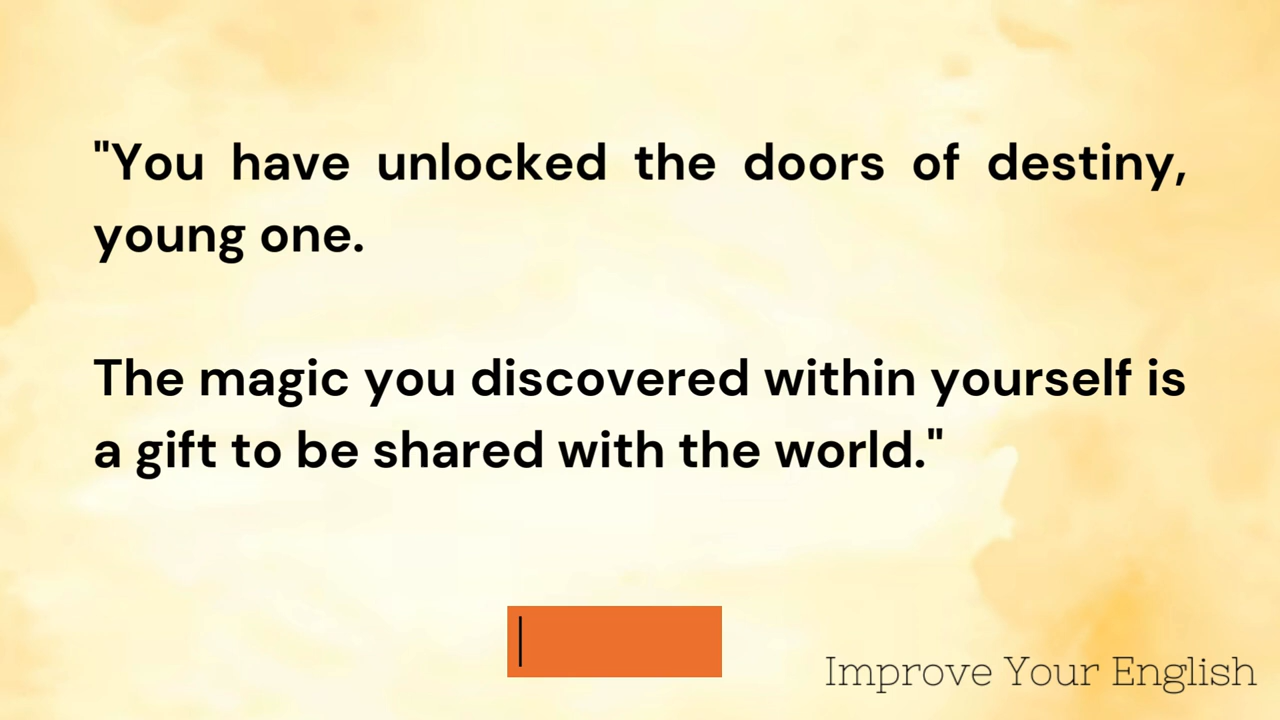 "You have unlocked the doors of destiny,
young one.
The magic you discovered within yourself is
a gift to be shared with the world."
Improve Your English